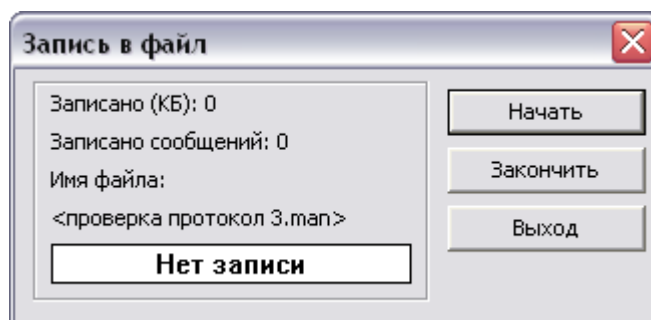 Запись в файл
Записано (КБ): 0
Записано сообщений: 0
Имя файла:
<проверка протокол 3.man>
Нет записи
Начать
Закончить
Выход